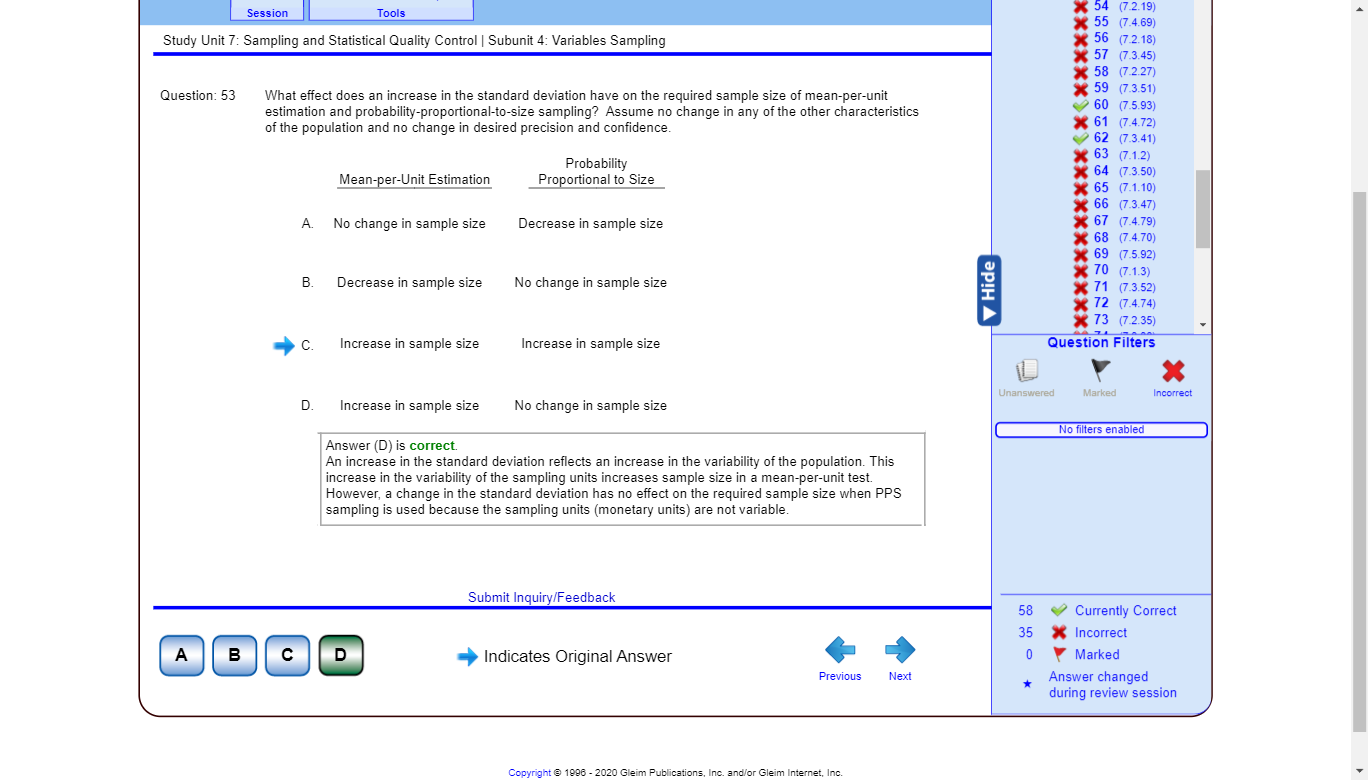 Session
Tools
Study Unit 7: Sampling and Statistical Quality Control | Subunit 4: Variables Sampling
Question: 53
What effect does an increase in the standard deviation have on the required sample size of mean-per-unit
estimation and probability-proportional-to-size sampling? Assume no change in any of the other characteristics
of the population and no change in desired precision and confidence.
Mean-per-Unit Estimation
Probability
Proportional to Size
A. No change in sample size Decrease in sample size
B. Decrease in sample size No change in sample size
C. Increase in sample size Increase in sample size
D. Increase in sample size No change in sample size
Answer (D) is correct.
An increase in the standard deviation reflects an increase in the variability of the population. This
increase in the variability of the sampling units increases sample size in a mean-per-unit test.
However, a change in the standard deviation has no effect on the required sample size when PPS
sampling is used because the sampling units (monetary units) are not variable.
Submit Inquiry/Feedback
A B C D
Indicates Original Answer
Previous
Next
54 (7.2.19)
55 (7.4.69)
56 (7.2.18)
57 (7.3.45)
58 (7.2.27)
59 (7.3.51)
60 (7.5.93)
61 (7.4.72)
62 (7.3.41)
63 (7.1.2)
64 (7.3.50)
65 (7.1.10)
66 (7.3.47)
67 (7.4.79)
68 (7.4.70)
69 (7.5.92)
70 (7.1.3)
71 (7.3.52)
72 (7.4.74)
73 (7.2.35)
Hide
Question Filters
Unanswered
Marked
Incorrect
No filters enabled
58 Currently Correct
35 Incorrect
0 Marked
Answer changed
during review session
Copyright © 1996 - 2020 Gleim Publications, Inc. and/or Gleim Internet, Inc.